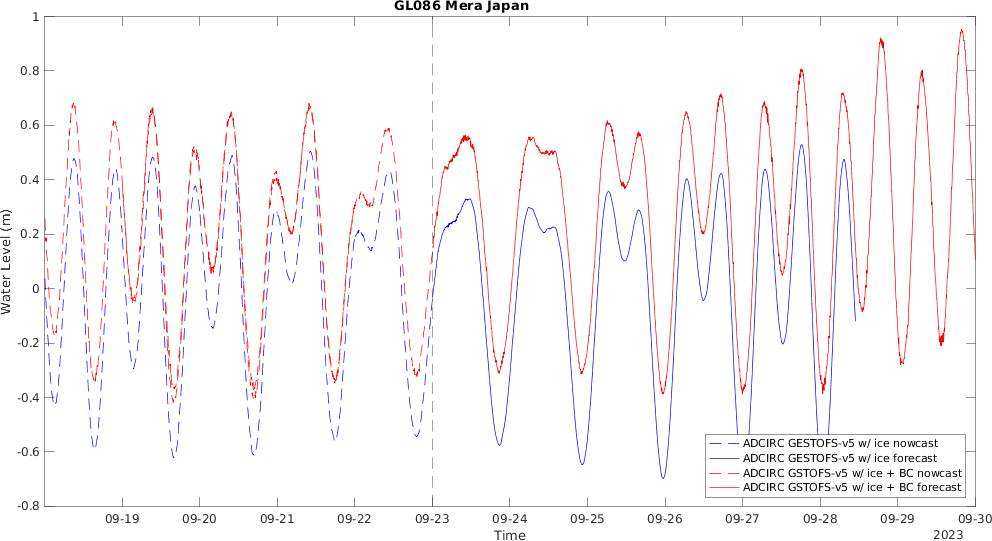 GL086 Mera Japan
Water Level (m)
1
0.8
0.6
0.4
0.2
0
-0.2
-0.4
-0.6
-0.8
ADCIRC GESTOFS-v5 w/ ice nowcast
ADCIRC GESTOFS-v5 w/ ice forecast
ADCIRC GSTOFS-v5 w/ ice + BC nowcast
ADCIRC GSTOFS-v5 w/ ice + BC forecast
09-19 09-20 09-21 09-22 09-23 09-24 09-25 09-26 09-27 09-28 09-29 09-30
Time
2023